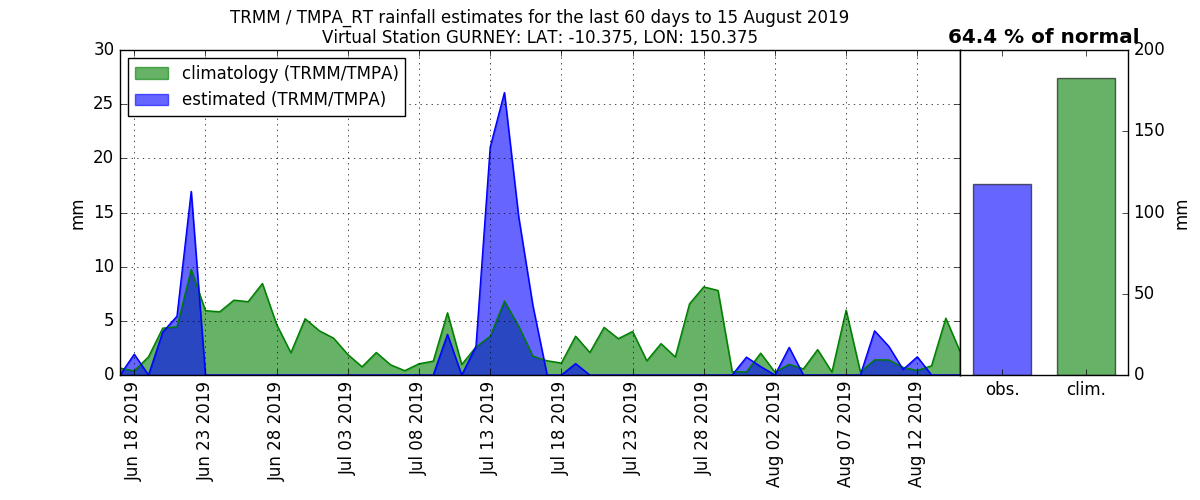 TRMM / TMPA_RT rainfall estimates for the last 60 days to 15 August 2019
Virtual Station GURNEY: LAT: -10.375, LON: 150.375
64.4 % of normal
climatology (TRMM/TMPA)
estimated (TRMM/TMPA)
30
25
20
15
10
5
0
mm
200
150
100
50
0
mm
Jun 18 2019
Jun 23 2019
Jun 28 2019
Jul 03 2019
Jul 08 2019
Jul 13 2019
Jul 18 2019
Jul 23 2019
Jul 28 2019
Aug 02 2019
Aug 07 2019
Aug 12 2019
obs.
clim.